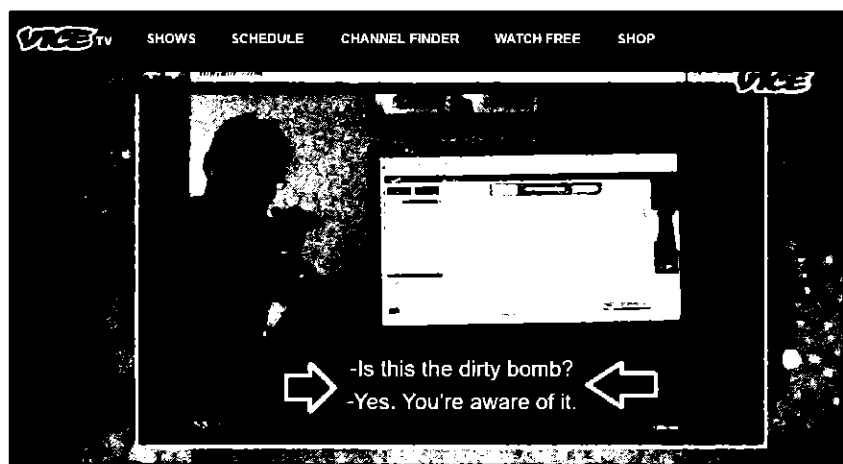 VICE TV SHOWS SCHEDULE CHANNEL FINDER WATCH FREE SHOP
VICE
-Is this the dirty bomb?
-Yes. You're aware of it.